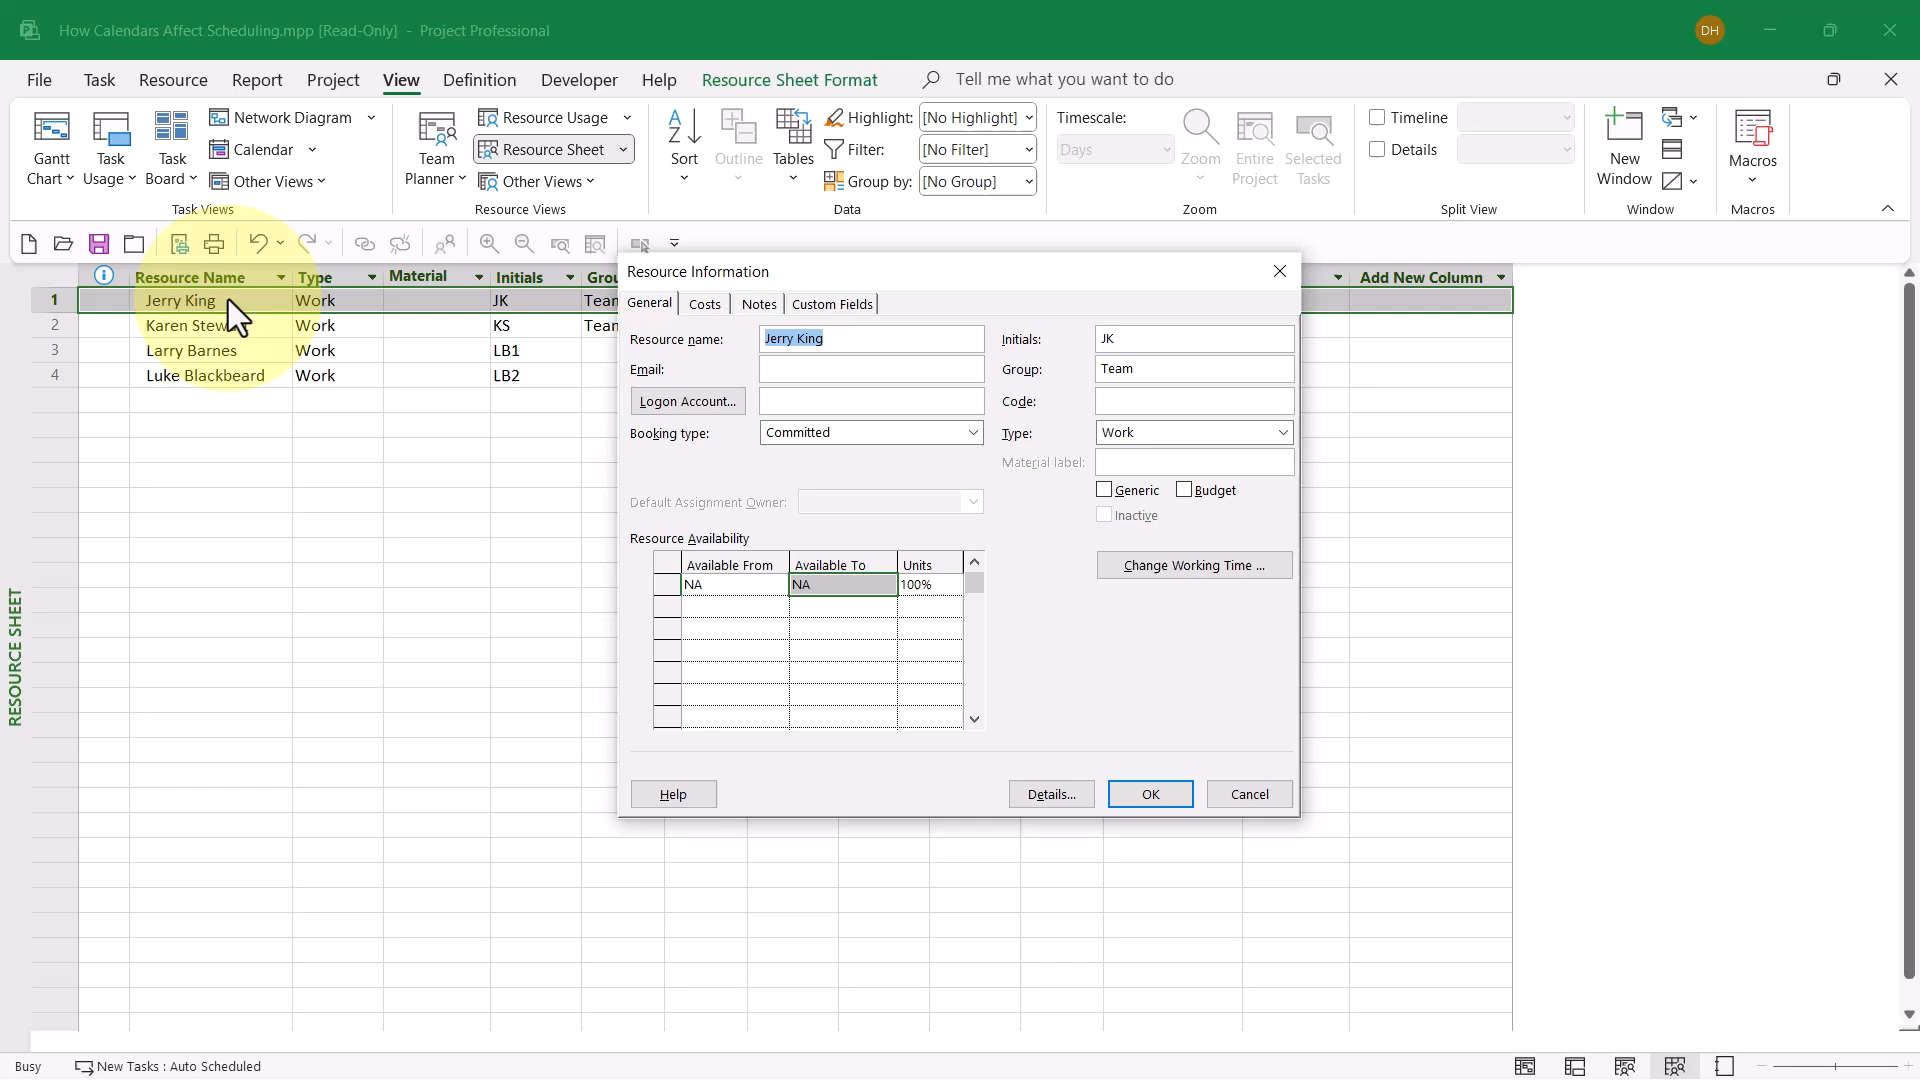 How Calendars Affect Scheduling.mpp [Read-Only] - Project Professional
DH
File Task Resource Report Project View Definition Developer Help Resource Sheet Format Tell me what you want to do
Gantt Chart
Task Usage
Task Board
Network Diagram
Calendar
Other Views
Task Views
Team Planner
Resource Usage
Resource Sheet
Other Views
Resource Views
Sort
Outline
Tables
Highlight: [No Highlight]
Filter: [No Filter]
Group by: [No Group]
Data
Timescale:
Days
Zoom
Entire Project
Selected Tasks
Zoom
Timeline
Details
Split View
New Window
Window
Macros
Macros
Resource Name Type Material Initials Grou Add New Column
1 Jerry King Work JK Team
2 Karen Stew Work KS Team
3 Larry Barnes Work LB1
4 Luke Blackbeard Work LB2
RESOURCE SHEET
Resource Information
General Costs Notes Custom Fields
Resource name: Jerry King Initials: JK
Email: Group: Team
Logon Account... Code:
Booking type: Committed Type: Work
Material label:
Generic Budget
Default Assignment Owner:
Inactive
Resource Availability
Available From Available To Units
NA NA 100%
Change Working Time ...
Help Details... OK Cancel
Busy New Tasks : Auto Scheduled